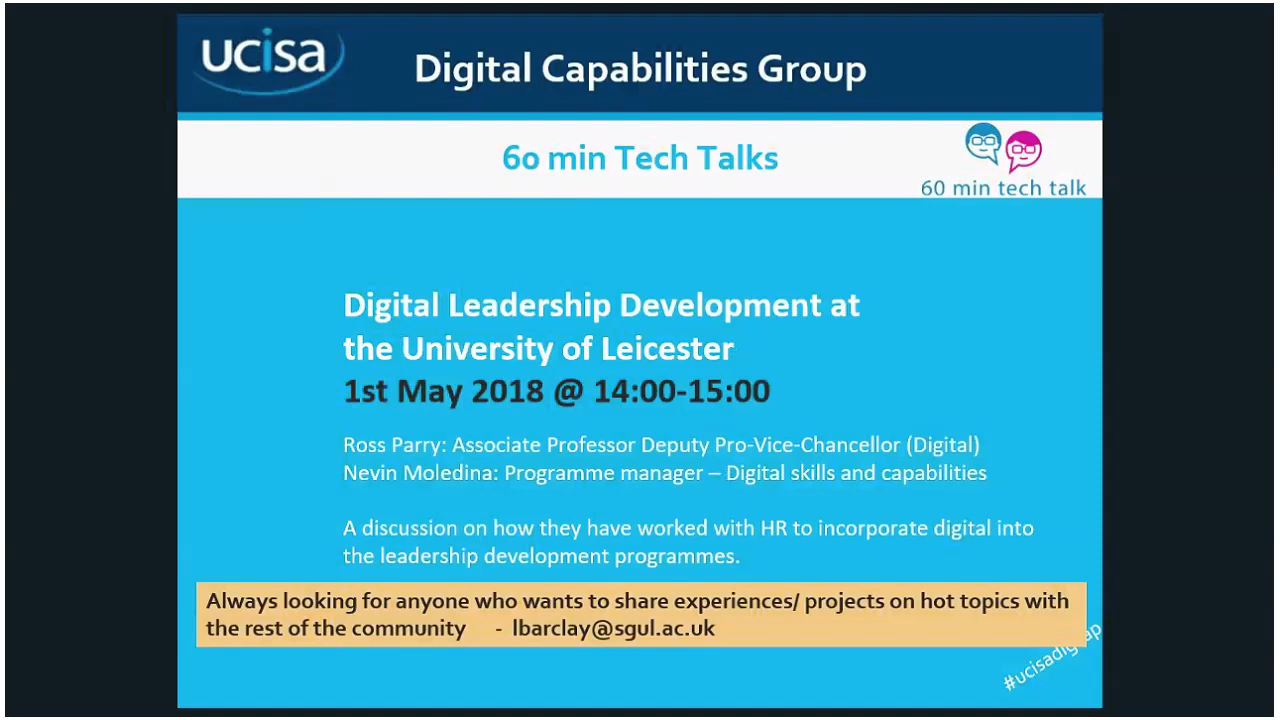 ucisa
Digital Capabilities Group
60 min Tech Talks
60 min tech talk
Digital Leadership Development at
the University of Leicester
1st May 2018 @ 14:00-15:00
Ross Parry: Associate Professor Deputy Pro-Vice-Chancellor (Digital)
Nevin Moledina: Programme manager – Digital skills and capabilities
A discussion on how they have worked with HR to incorporate digital into
the leadership development programmes.
Always looking for anyone who wants to share experiences/ projects on hot topics with
the rest of the community - lbarclay@sgul.ac.uk